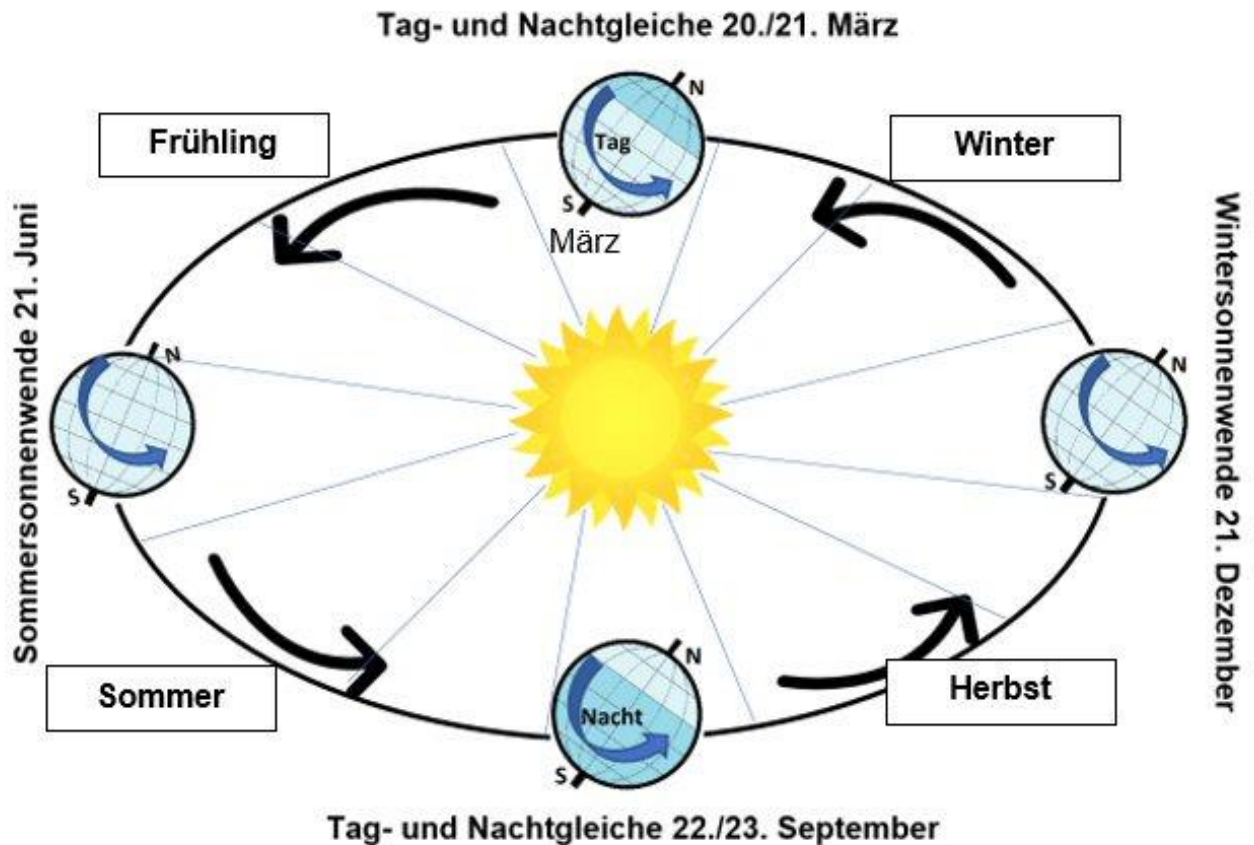 Tag- und Nachtgleiche 20./21. März
Frühling
Winter
N
Tag
S
März
Sommersonnenwende 21. Juni
N
S
Wintersonnenwende 21. Dezember
N
S
Sommer
Herbst
N
Nacht
S
Tag- und Nachtgleiche 22./23. September